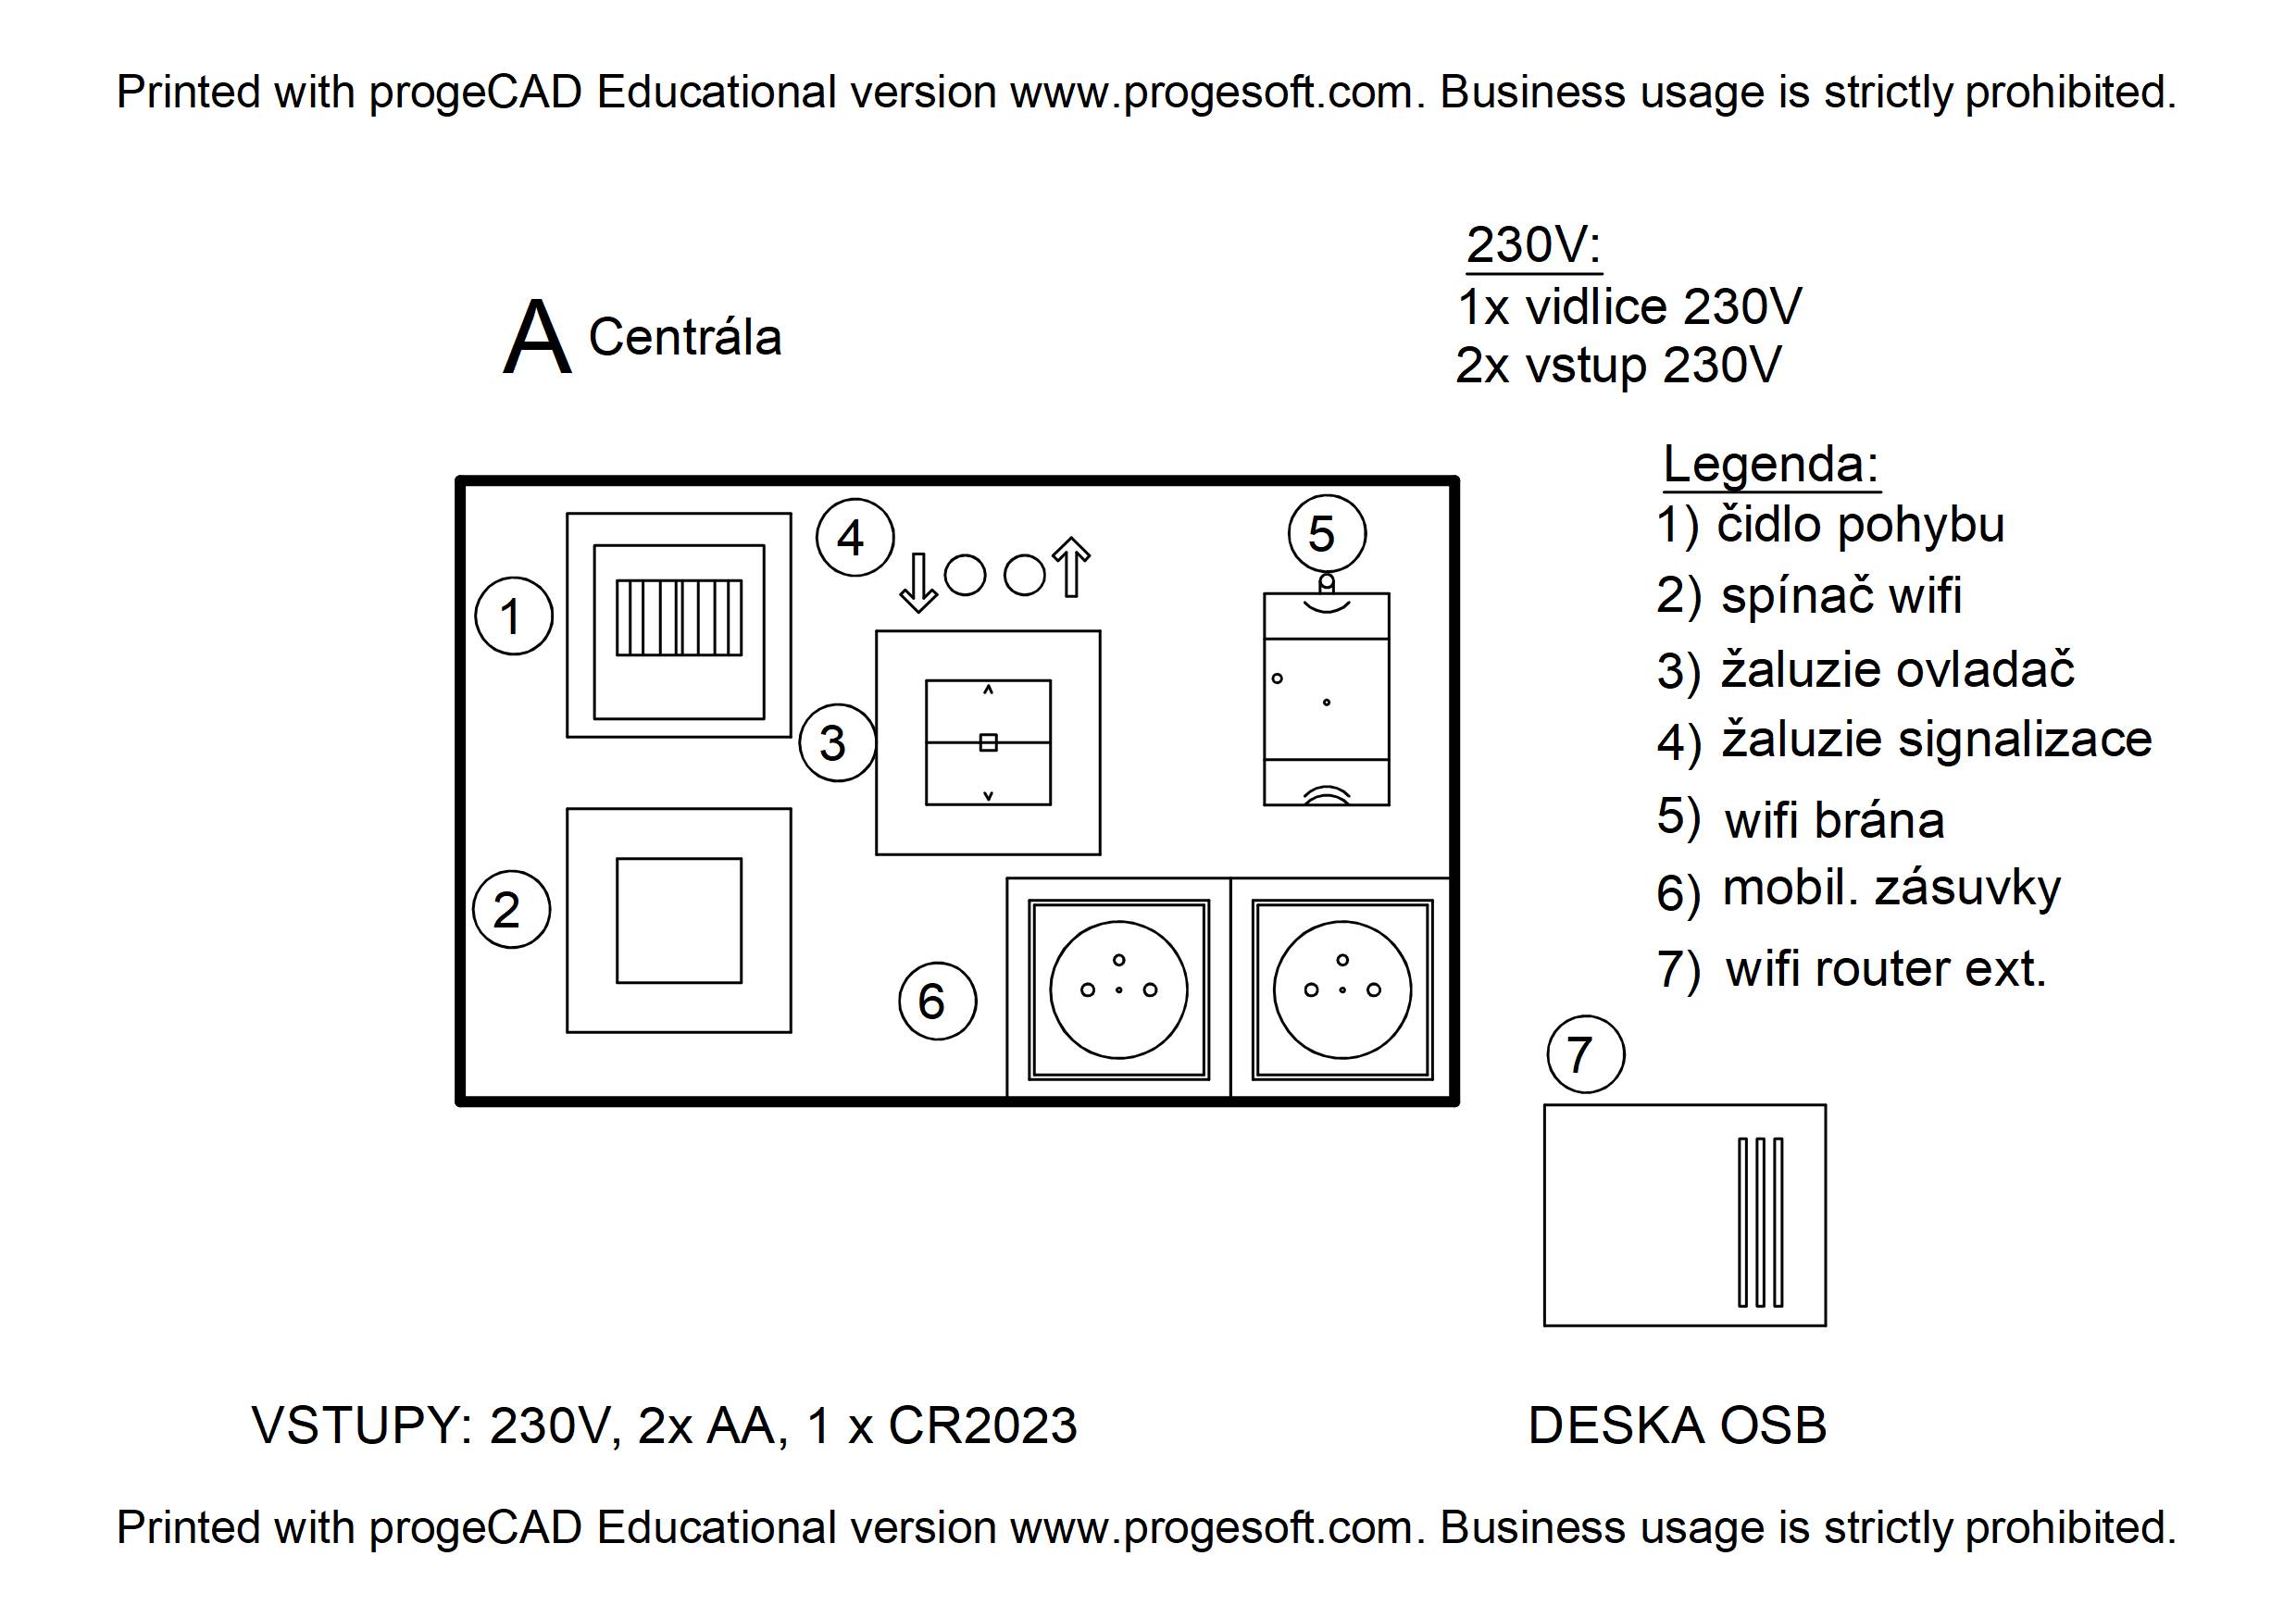 Printed with progeCAD Educational version www.progesoft.com. Business usage is strictly prohibited.
230V:
1x vidlice 230V
2x vstup 230V
A Centrála
Legenda:
1) čidlo pohybu
2) spínač wifi
3) žaluzie ovladač
4) žaluzie signalizace
5) wifi brána
6) mobil. zásuvky
7) wifi router ext.
4
5
1
3
2
6
7
VSTUPY: 230V, 2x AA, 1 x CR2023
DESKA OSB
Printed with progeCAD Educational version www.progesoft.com. Business usage is strictly prohibited.